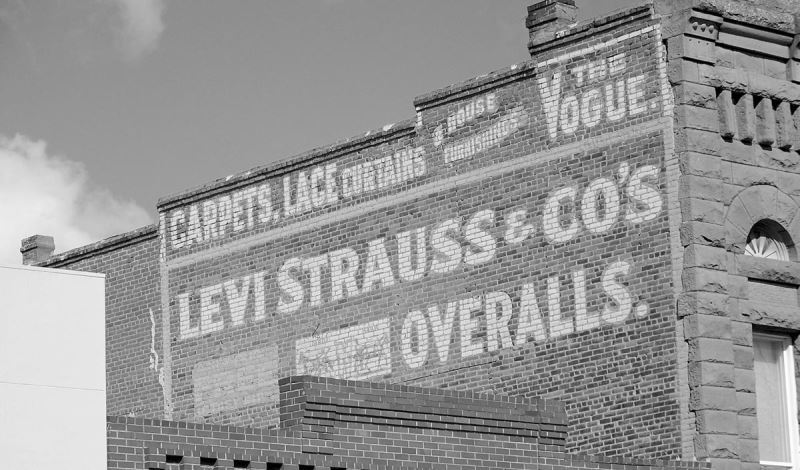 CARPETS, LACE CURTAINS & HOUSE FURNISHINGS THE VOGUE.
LEVI STRAUSS & CO'S
OVERALLS.